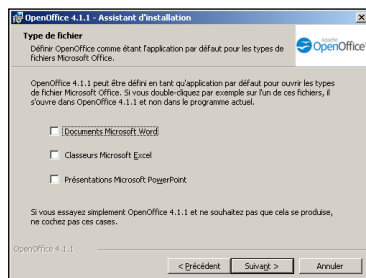 OpenOffice 4.1.1 - Assistant d'installation
Type de fichier
Définir OpenOffice comme étant l'application par défaut pour les types de
fichiers Microsoft Office.
Apache
OpenOffice
OpenOffice 4.1.1 peut être défini en tant qu'application par défaut pour ouvrir les types
de fichier Microsoft Office. Si vous double-cliquez par exemple sur l'un de ces fichiers, il
s'ouvre dans OpenOffice 4.1.1 et non dans le programme actuel.
Documents Microsoft Word
Classeurs Microsoft Excel
Présentations Microsoft PowerPoint
Si vous essayez simplement OpenOffice 4.1.1 et ne souhaitez pas que cela se produise,
ne cochez pas ces cases.
OpenOffice 4.1.1
< Précédent
Suivant >
Annuler